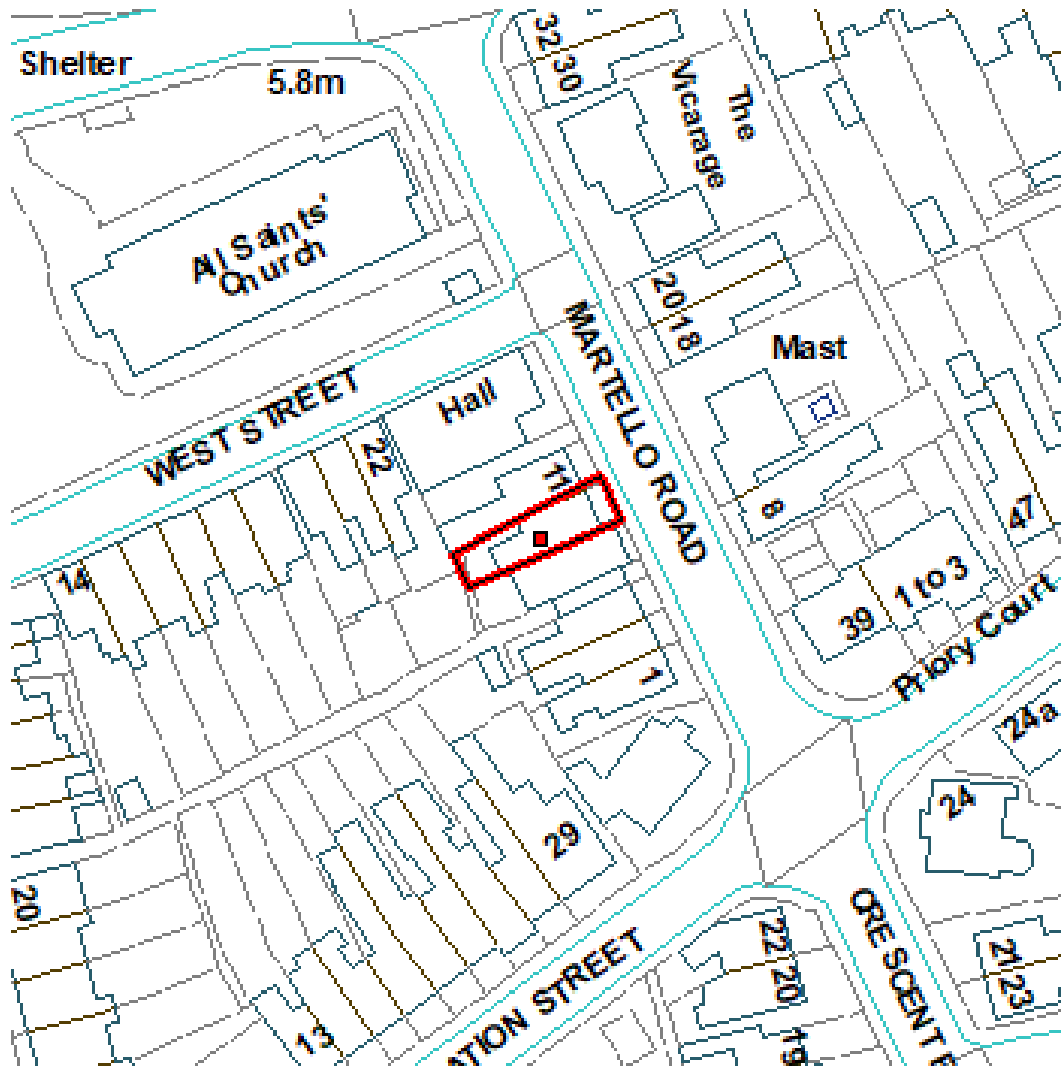 Shelter
5.8m
32 30
The
Vicarage
All Saints'
Church
20 18
MARTELLO ROAD
Mast
WEST STREET
Hall
22
11
8
47
14
39
1 to 3
Priory Court
1
24a
24
29
20
13
ATION STREET
22 20
19
CRESCENT
21 23